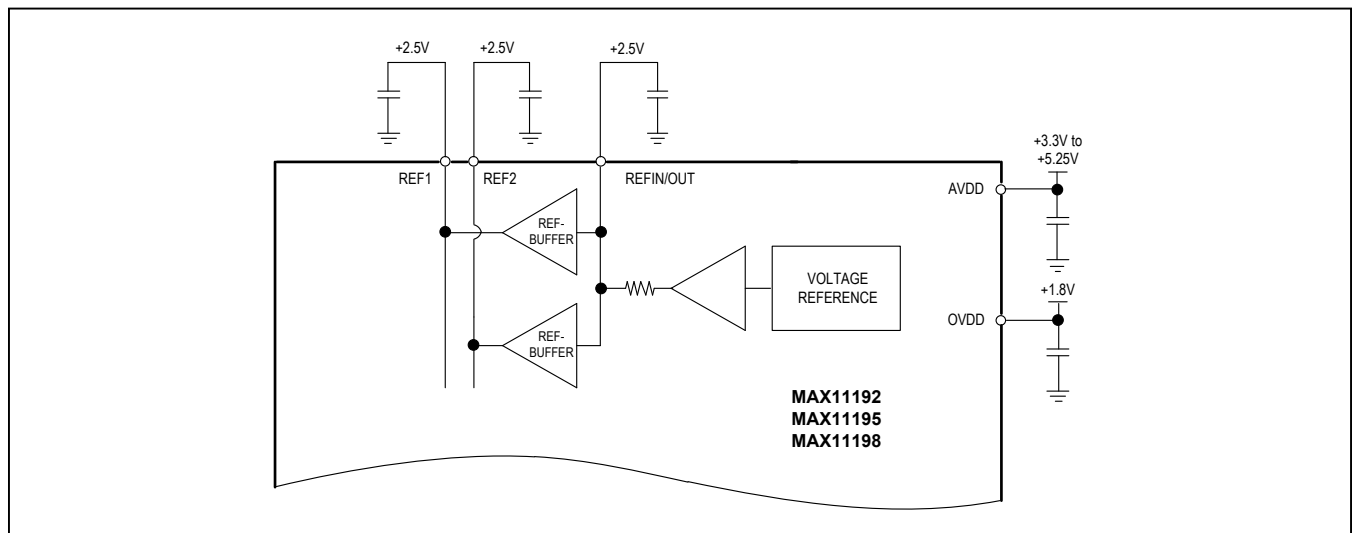 +2.5V
+2.5V
+2.5V
+3.3V to
+5.25V
REF1
REF2
REFIN/OUT
AVDD
REF-
BUFFER
VOLTAGE
REFERENCE
+1.8V
OVDD
REF-
BUFFER
MAX11192
MAX11195
MAX11198